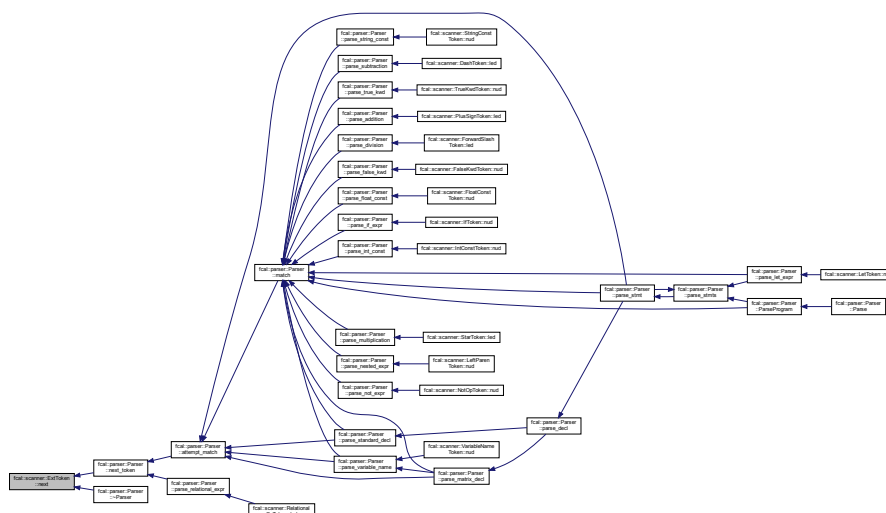 fcal::parser::Parser
::parse_string_const
fcal::scanner::StringConst
Token::nud
fcal::parser::Parser
::parse_subtraction
fcal::scanner::DashToken::led
fcal::parser::Parser
::parse_true_kwd
fcal::scanner::TrueKwdToken::nud
fcal::parser::Parser
::parse_addition
fcal::scanner::PlusSignToken::led
fcal::parser::Parser
::parse_division
fcal::scanner::ForwardSlash
Token::led
fcal::parser::Parser
::parse_false_kwd
fcal::scanner::FalseKwdToken::nud
fcal::parser::Parser
::parse_float_const
fcal::scanner::FloatConst
Token::nud
fcal::parser::Parser
::parse_if_expr
fcal::scanner::IfToken::nud
fcal::parser::Parser
::parse_int_const
fcal::scanner::IntConstToken::nud
fcal::parser::Parser
::match
fcal::parser::Parser
::parse_let_expr
fcal::scanner::LetToken::n
fcal::parser::Parser
::parse_stmt
fcal::parser::Parser
::parse_stmts
fcal::parser::Parser
::ParseProgram
fcal::parser::Parser::
Parse
fcal::parser::Parser
::parse_multiplication
fcal::scanner::StarToken::led
fcal::parser::Parser
::parse_nested_expr
fcal::scanner::LeftParen
Token::nud
fcal::parser::Parser
::parse_not_expr
fcal::scanner::NotOpToken::nud
fcal::parser::Parser
::parse_decl
fcal::parser::Parser
::parse_standard_decl
fcal::parser::Parser
::attempt_match
fcal::scanner::VariableName
Token::nud
fcal::parser::Parser
::parse_variable_name
fcal::parser::Parser
::parse_matrix_decl
fcal::parser::Parser
::next_token
fcal::scanner::ExtToken
::next
fcal::parser::Parser::
~Parser
fcal::parser::Parser
::parse_relational_expr
fcal::scanner::Relational